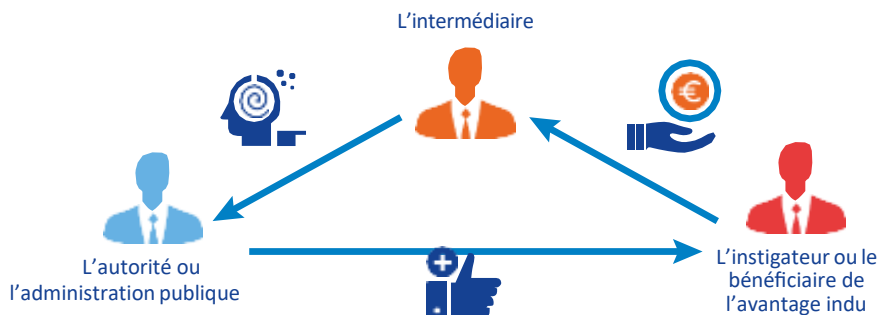 L'intermédiaire
€
L'autorité ou
l'administration publique
L'instigateur ou le
bénéficiaire de
l'avantage indu